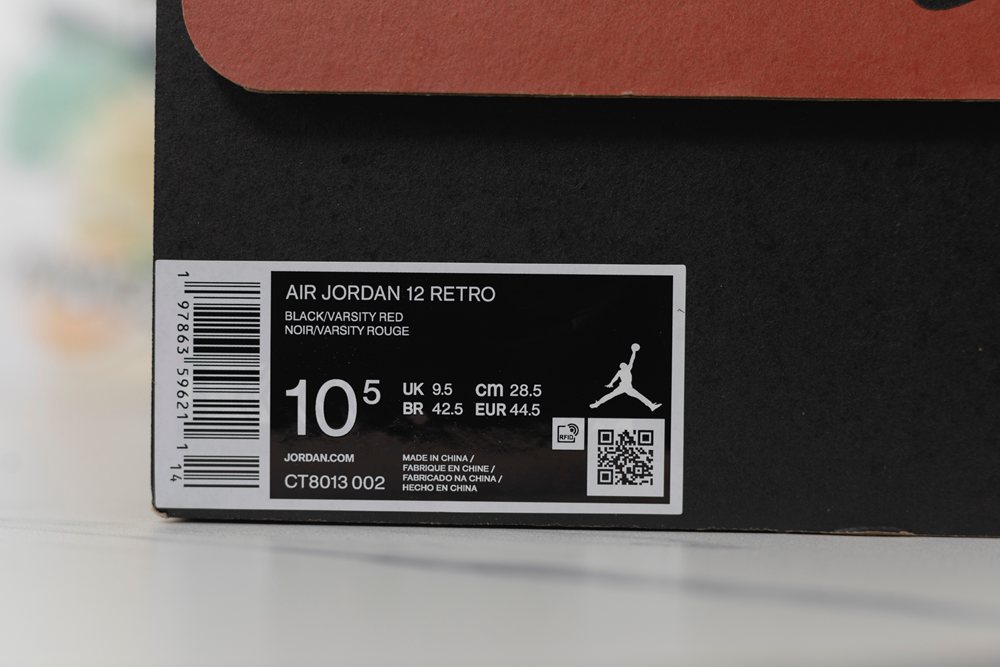 AIR JORDAN 12 RETRO
BLACK/VARSITY RED
NOIR/VARSITY ROUGE
10 5
UK 9.5 cm 28.5
BR 42.5 EUR 44.5
RFID
JORDAN.COM
CT8013 002
MADE IN CHINA /
FABRIQUE EN CHINE /
FABRICADO NA CHINA /
HECHO EN CHINA
1 97863 59621 1 14